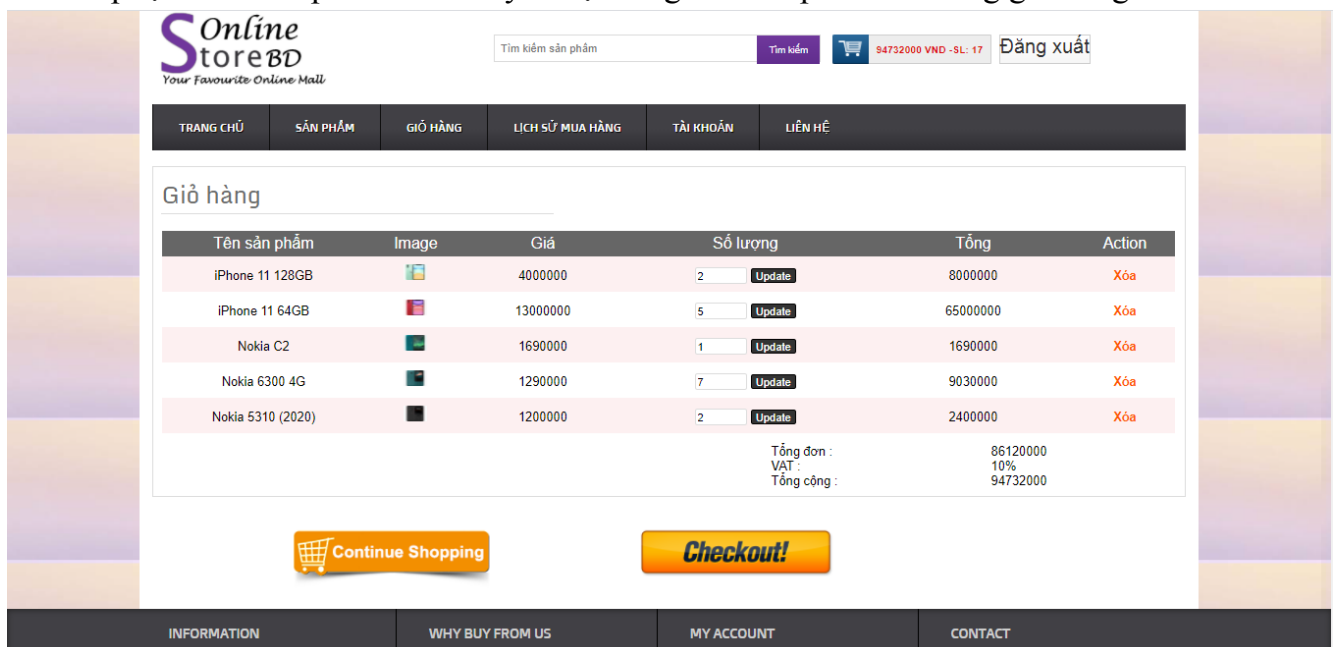 Online
Store BD
Your Favourite Online Mall
Tìm kiếm sản phẩm
Tìm kiếm
94732000 VND -SL: 17
Đăng xuất
TRANG CHỦ SẢN PHẨM GIỎ HÀNG LỊCH SỬ MUA HÀNG TÀI KHOẢN LIÊN HỆ
Giỏ hàng
Tên sản phẩm Image Giá Số lượng Tổng Action
iPhone 11 128GB 4000000 2 Update 8000000 Xóa
iPhone 11 64GB 13000000 5 Update 65000000 Xóa
Nokia C2 1690000 1 Update 1690000 Xóa
Nokia 6300 4G 1290000 7 Update 9030000 Xóa
Nokia 5310 (2020) 1200000 2 Update 2400000 Xóa
Tổng đơn : 86120000
VAT : 10%
Tổng cộng : 94732000
Continue Shopping
Checkout!
INFORMATION WHY BUY FROM US MY ACCOUNT CONTACT